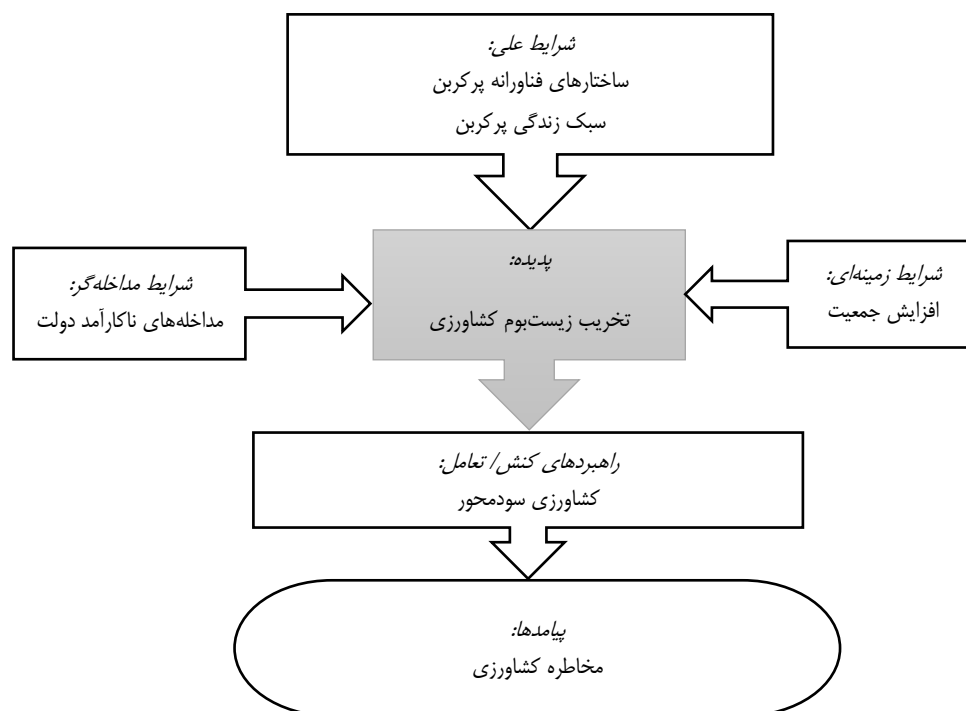 شرایط علی:
ساختارهای فناورانه پرکربن
سبک زندگی پرکربن
شرایط زمینه‌ای:
افزایش جمعیت
پدیده:
تخریب زیست‌بوم کشاورزی
شرایط مداخله‌گر:
مداخله‌های ناکارآمد دولت
راهبردهای کنش/ تعامل:
کشاورزی سودمحور
پیامدها:
مخاطره کشاورزی